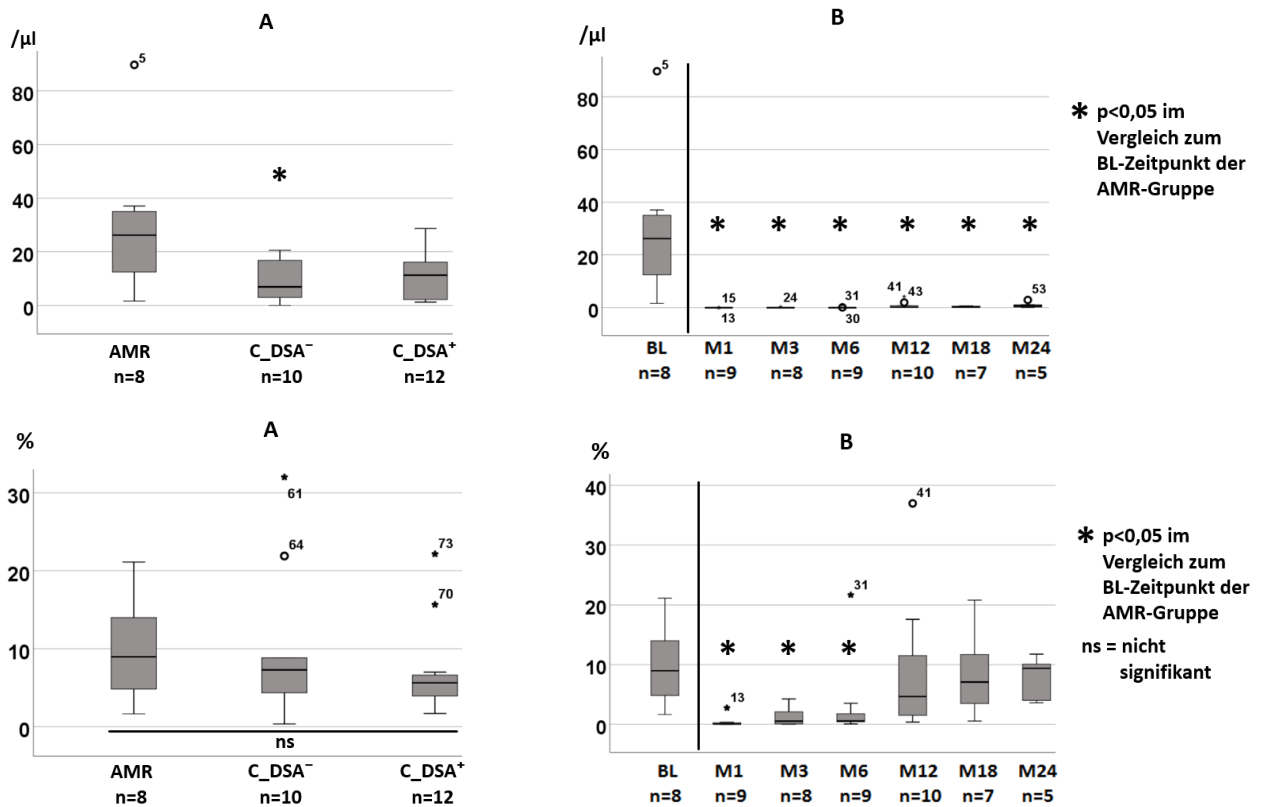 A
/µl
80
60
40
20
0
5
*
AMR C_DSA⁻ C_DSA⁺
n=8 n=10 n=12
B
/µl
80
60
40
20
0
5
* * * * * *
15 24 31 41 43 53
13 30
BL M1 M3 M6 M12 M18 M24
n=8 n=9 n=8 n=9 n=10 n=7 n=5
* p<0,05 im
Vergleich zum
BL-Zeitpunkt der
AMR-Gruppe
A
%
30
20
10
0
61
64
73
70
ns
AMR C_DSA⁻ C_DSA⁺
n=8 n=10 n=12
B
%
40
30
20
10
0
41
31
* * *
13
BL M1 M3 M6 M12 M18 M24
n=8 n=9 n=8 n=9 n=10 n=7 n=5
* p<0,05 im
Vergleich zum
BL-Zeitpunkt der
AMR-Gruppe
ns = nicht
signifikant